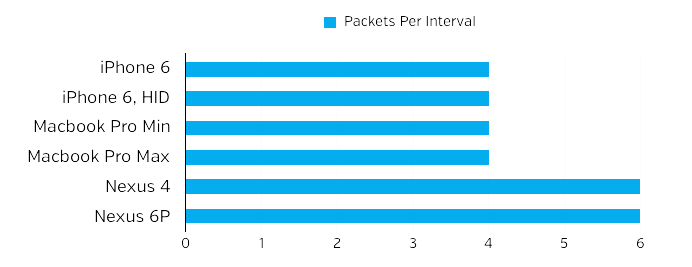 Packets Per Interval
iPhone 6
iPhone 6, HID
Macbook Pro Min
Macbook Pro Max
Nexus 4
Nexus 6P
0 1 2 3 4 5 6